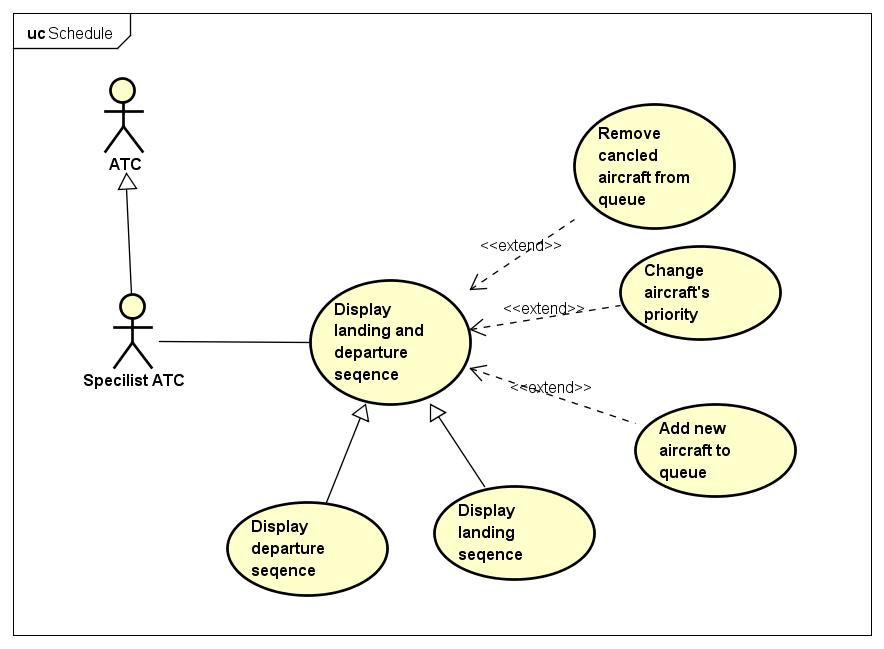 uc Schedule
ATC
Specilist ATC
Display
landing and
departure
seqence
Remove
cancled
aircraft from
queue
<<extend>>
Change
aircraft's
priority
<<extend>>
Add new
aircraft to
queue
<<extend>>
Display
departure
seqence
Display
landing
seqence